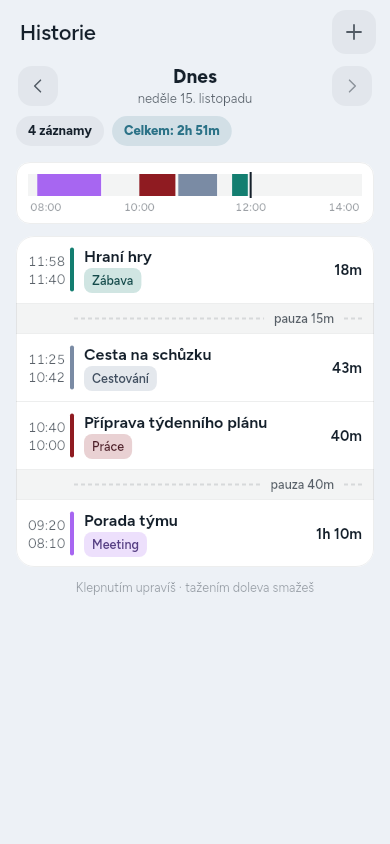 Historie
Dnes
neděle 15. listopadu
4 záznamy
Celkem: 2h 51m
08:00 10:00 12:00 14:00
11:58
11:40
Hraní hry
Zábava
18m
pauza 15m
11:25
10:42
Cesta na schůzku
Cestování
43m
10:40
10:00
Příprava týdenního plánu
Práce
40m
pauza 40m
09:20
08:10
Porada týmu
Meeting
1h 10m
Klepnutím upravíš · tažením doleva smažeš